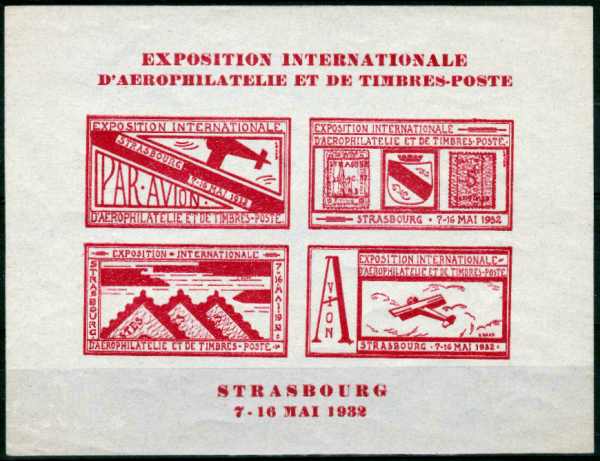 EXPOSITION INTERNATIONALE
D'AEROPHILATELIE ET DE TIMBRES-POSTE
EXPOSITION INTERNATIONALE
STRASBOURG
7-16 MAI 1932
PAR·AVION
D'AEROPHILATELIE ET DE TIMBRES-POSTE·
EXPOSITION INTERNATIONALE
D'AEROPHILATELIE ET DE TIMBRES-POSTE·
STRASBOURG · 7-16 MAI 1932
EXPOSITION - INTERNATIONALE
STRASBOURG
7-16 MAI 1932
D'AEROPHILATELIE ET DE TIMBRES-POSTE
AVION
EXPOSITION INTERNATIONALE
D'AEROPHILATELIE ET DE TIMBRES-POSTE
STRASBOURG · 7-16 MAI 1932
STRASBOURG
7-16 MAI 1932